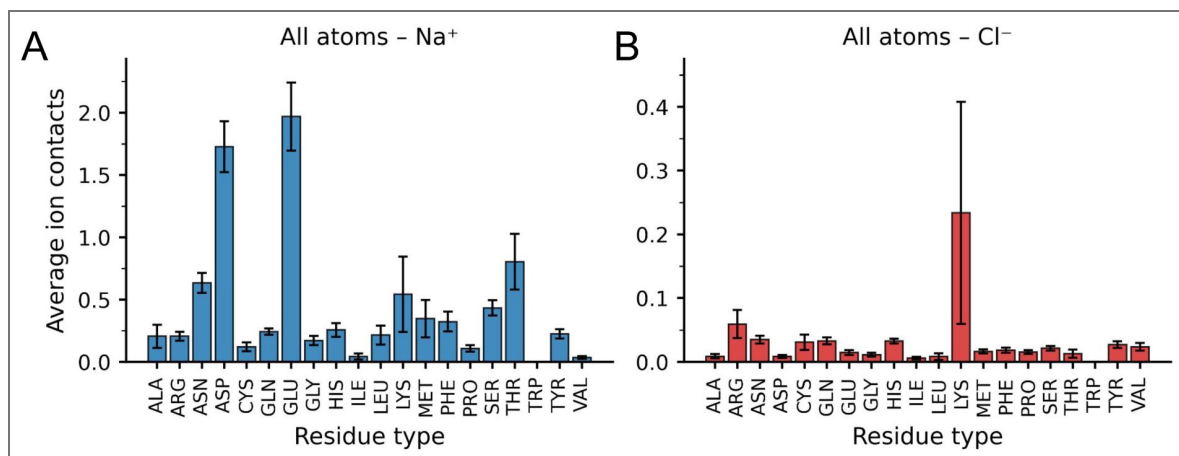 A
All atoms – Na⁺
Average ion contacts
2.0
1.5
1.0
0.5
0.0
ALA
ARG
ASN
ASP
CYS
GLN
GLU
GLY
HIS
ILE
LEU
LYS
MET
PHE
PRO
SER
THR
TRP
TYR
VAL
Residue type
B
All atoms – Cl⁻
0.4
0.3
0.2
0.1
0.0
ALA
ARG
ASN
ASP
CYS
GLN
GLU
GLY
HIS
ILE
LEU
LYS
MET
PHE
PRO
SER
THR
TRP
TYR
VAL
Residue type